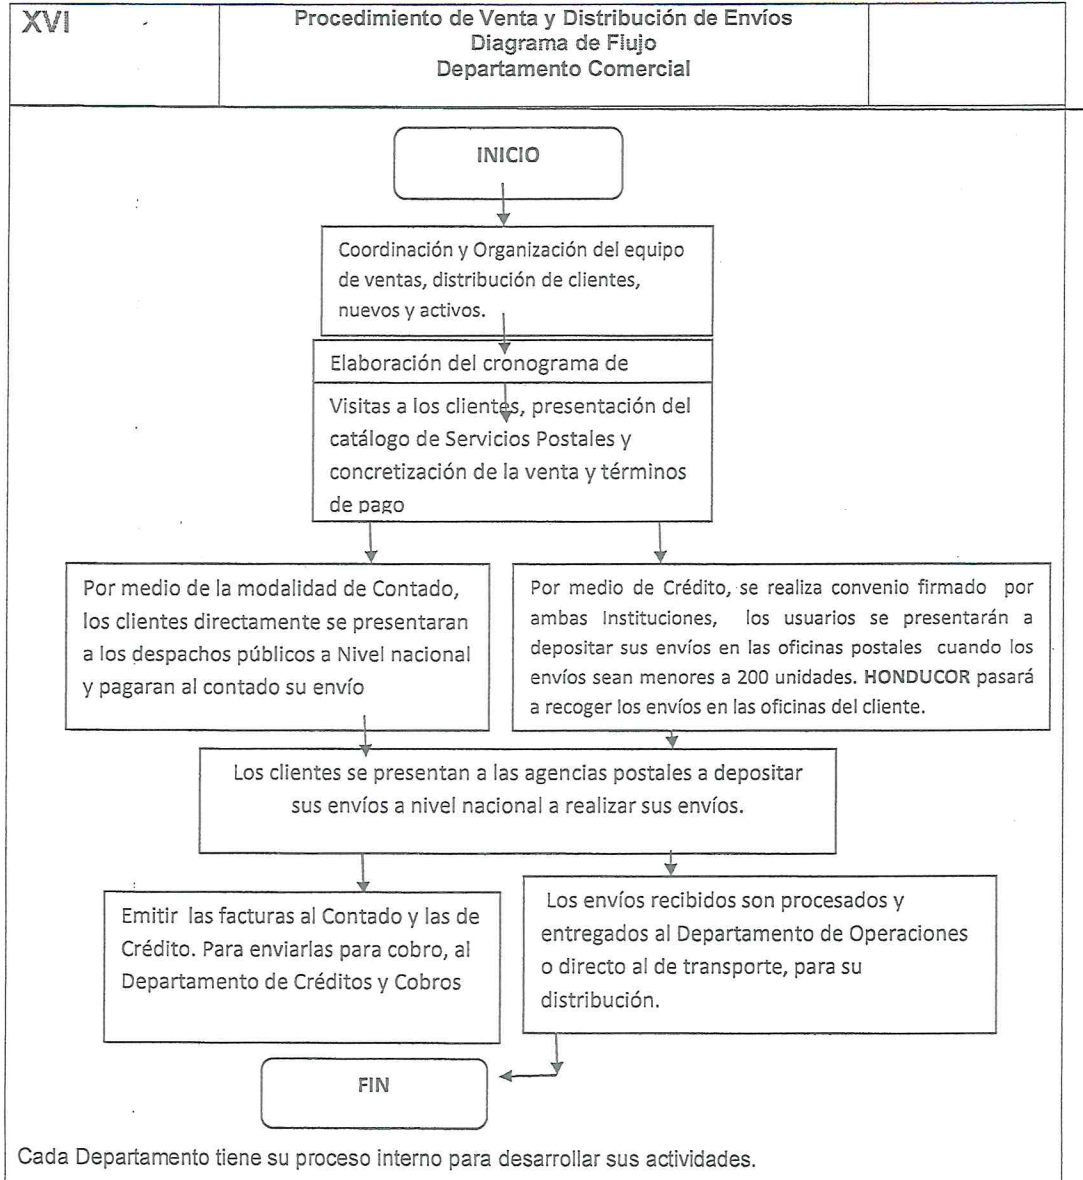 XVI
Procedimiento de Venta y Distribución de Envíos
Diagrama de Flujo
Departamento Comercial
INICIO
Coordinación y Organización del equipo
de ventas, distribución de clientes,
nuevos y activos.
Elaboración del cronograma de
Visitas a los clientes, presentación del
catálogo de Servicios Postales y
concretización de la venta y términos
de pago
Por medio de la modalidad de Contado,
los clientes directamente se presentaran
a los despachos públicos a Nivel nacional
y pagaran al contado su envío
Por medio de Crédito, se realiza convenio firmado por
ambas Instituciones, los usuarios se presentarán a
depositar sus envíos en las oficinas postales cuando los
envíos sean menores a 200 unidades. HONDUCOR pasará
a recoger los envíos en las oficinas del cliente.
Los clientes se presentan a las agencias postales a depositar
sus envíos a nivel nacional a realizar sus envíos.
Emitir las facturas al Contado y las de
Crédito. Para enviarlas para cobro, al
Departamento de Créditos y Cobros
Los envíos recibidos son procesados y
entregados al Departamento de Operaciones
o directo al de transporte, para su
distribución.
FIN
Cada Departamento tiene su proceso interno para desarrollar sus actividades.